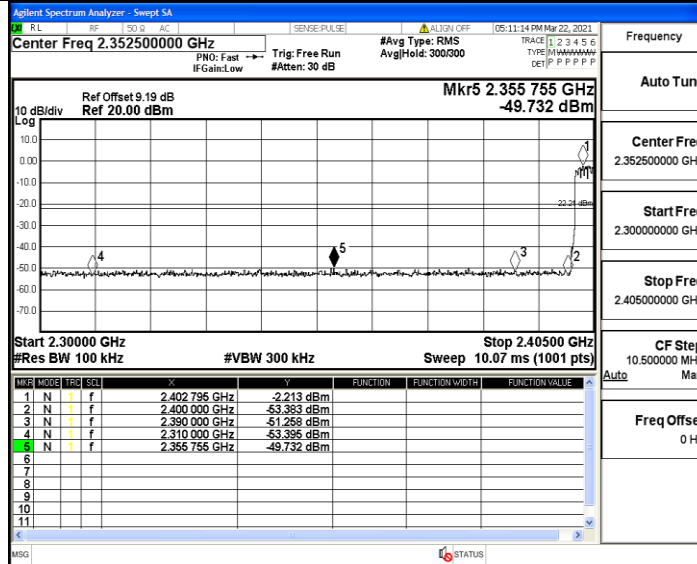 Agilent Spectrum Analyzer - Swept SA
RL RF 50 Ω AC SENSE:PULSE ALIGN OFF 05:11:14 PM Mar 22, 2021
Center Freq 2.352500000 GHz
PNO: Fast
IFGain:Low
Trig: Free Run
#Atten: 30 dB
#Avg Type: RMS
Avg|Hold: 300/300
TRACE 1 2 3 4 5 6
TYPE M W W W W W
DET P P P P P P
Mkr5 2.355 755 GHz
-49.732 dBm
Ref Offset 9.19 dB
Ref 20.00 dBm
10 dB/div
Log
10.0
0.00
-10.0
-20.0
-30.0
-40.0
-50.0
-60.0
-70.0
1
-22.21 dBm
4
5
3
2
Start 2.30000 GHz Stop 2.40500 GHz
#Res BW 100 kHz #VBW 300 kHz Sweep 10.07 ms (1001 pts)
MKR MODE TRC SCL X Y FUNCTION FUNCTION WIDTH FUNCTION VALUE
1 N 1 f 2.402 795 GHz -2.213 dBm
2 N 1 f 2.400 000 GHz -53.383 dBm
3 N 1 f 2.390 000 GHz -51.258 dBm
4 N 1 f 2.310 000 GHz -53.395 dBm
5 N 1 f 2.355 755 GHz -49.732 dBm
6
7
8
9
10
11
MSG STATUS
Frequency
Auto Tun
Center Fre
2.352500000 GH
Start Fre
2.300000000 GH
Stop Fre
2.405000000 GH
CF Step
10.500000 MH
Auto Ma
Freq Offse
0 H